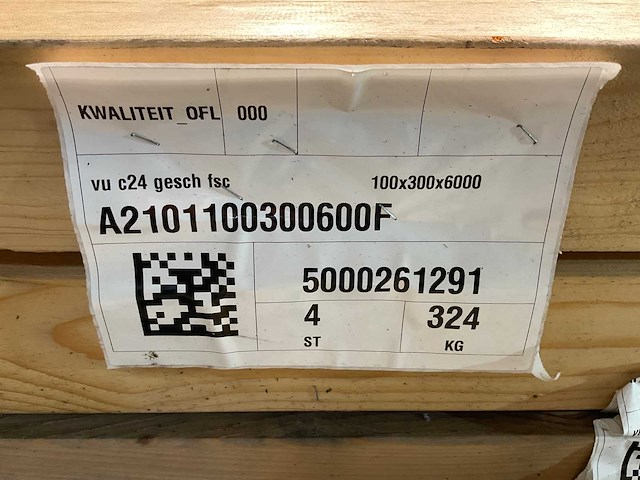 KWALITEIT_OFL 000
vu c24 gesch fsc 100x300x6000
A2101100300600F
5000261291
4 324
ST KG